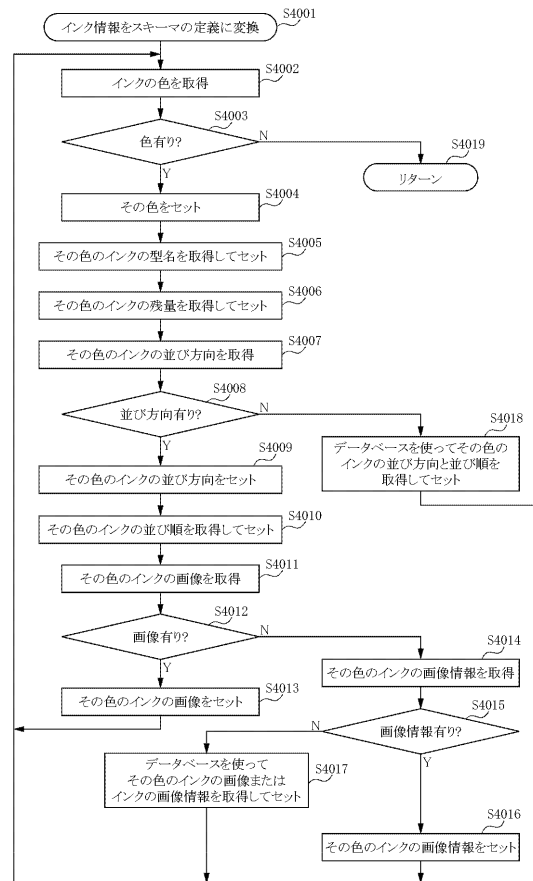 S4001
インク情報をスキーマの定義に変換
S4002
インクの色を取得
S4003
色有り?
N
Y
S4019
リターン
S4004
その色をセット
S4005
その色のインクの型名を取得してセット
S4006
その色のインクの残量を取得してセット
S4007
その色のインクの並び方向を取得
S4008
並び方向有り?
N
Y
S4018
データベースを使ってその色の
インクの並び方向と並び順を
取得してセット
S4009
その色のインクの並び方向をセット
S4010
その色のインクの並び順を取得してセット
S4011
その色のインクの画像を取得
S4012
画像有り?
N
Y
S4014
その色のインクの画像情報を取得
S4013
その色のインクの画像をセット
S4015
画像情報有り?
N
Y
S4017
データベースを使って
その色のインクの画像または
インクの画像情報を取得してセット
S4016
その色のインクの画像情報をセット